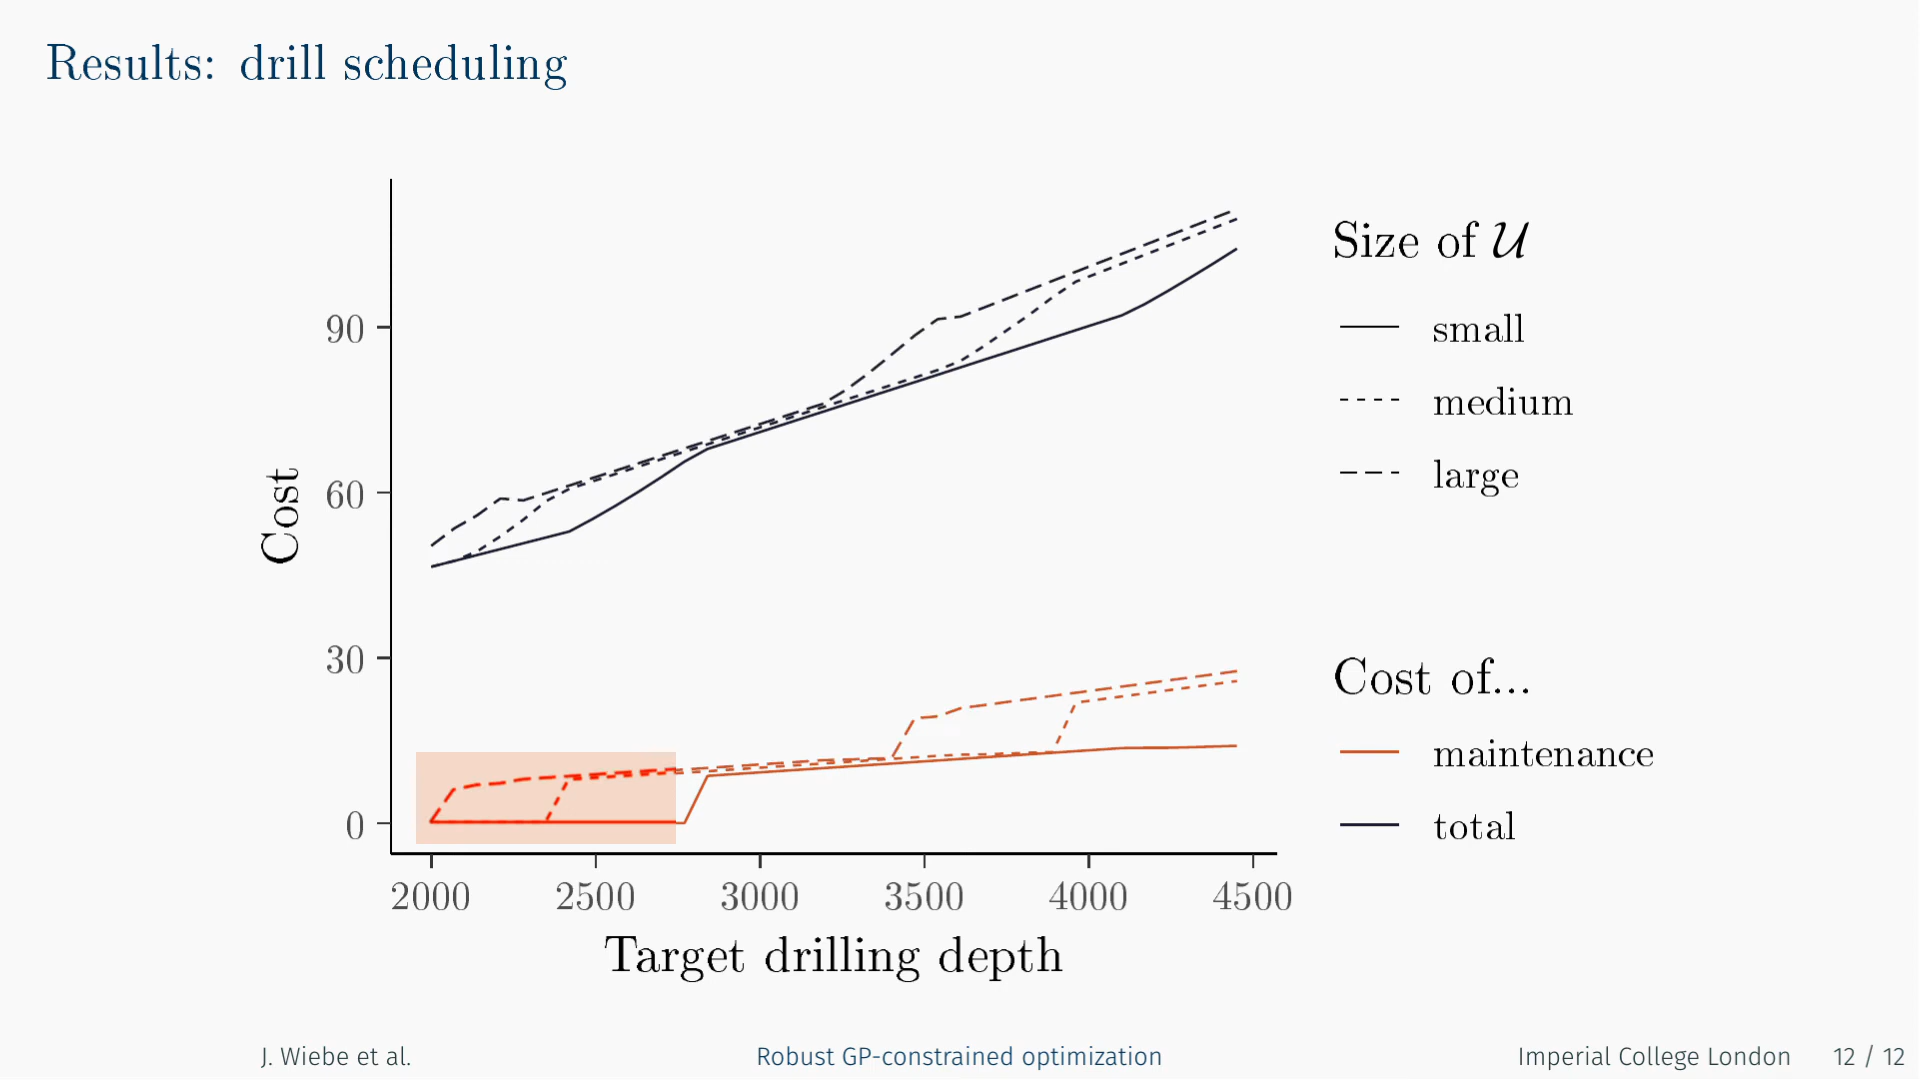 Results: drill scheduling
Cost
90
60
30
0
2000 2500 3000 3500 4000 4500
Target drilling depth
Size of 𝒰
small
medium
large
Cost of...
maintenance
total
J. Wiebe et al. Robust GP-constrained optimization Imperial College London 12 / 12